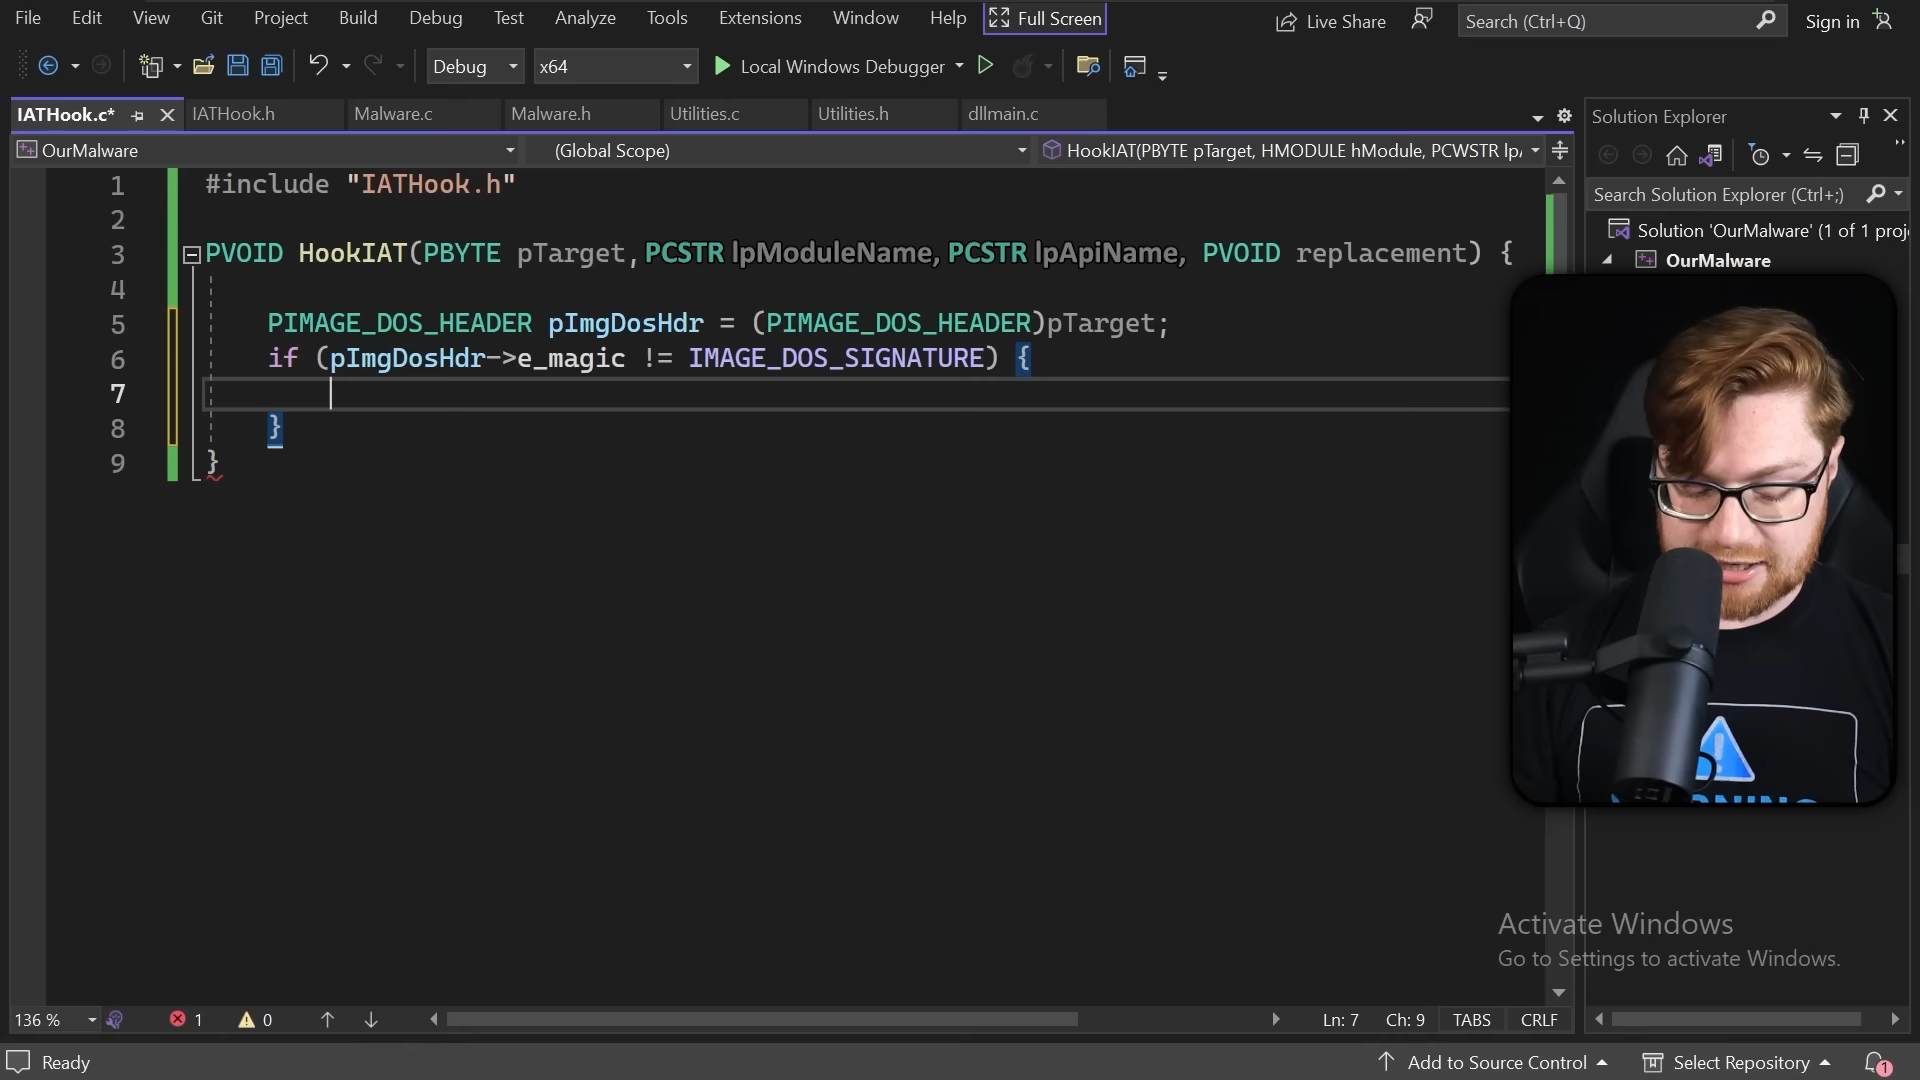 File Edit View Git Project Build Debug Test Analyze Tools Extensions Window Help Full Screen Live Share Search (Ctrl+Q) Sign in
Debug x64 Local Windows Debugger
IATHook.c* IATHook.h Malware.c Malware.h Utilities.c Utilities.h dllmain.c
Solution Explorer
OurMalware (Global Scope) HookIAT(PBYTE pTarget, HMODULE hModule, PCWSTR lp
Search Solution Explorer (Ctrl+;)
Solution 'OurMalware' (1 of 1 proj
OurMalware
1 #include "IATHook.h"
2
3 PVOID HookIAT(PBYTE pTarget, PCSTR lpModuleName, PCSTR lpApiName, PVOID replacement) {
4
5 PIMAGE_DOS_HEADER pImgDosHdr = (PIMAGE_DOS_HEADER)pTarget;
6 if (pImgDosHdr->e_magic != IMAGE_DOS_SIGNATURE) {
7
8 }
9 }
Activate Windows
Go to Settings to activate Windows.
136 % 1 0 Ln: 7 Ch: 9 TABS CRLF
Ready Add to Source Control Select Repository 1